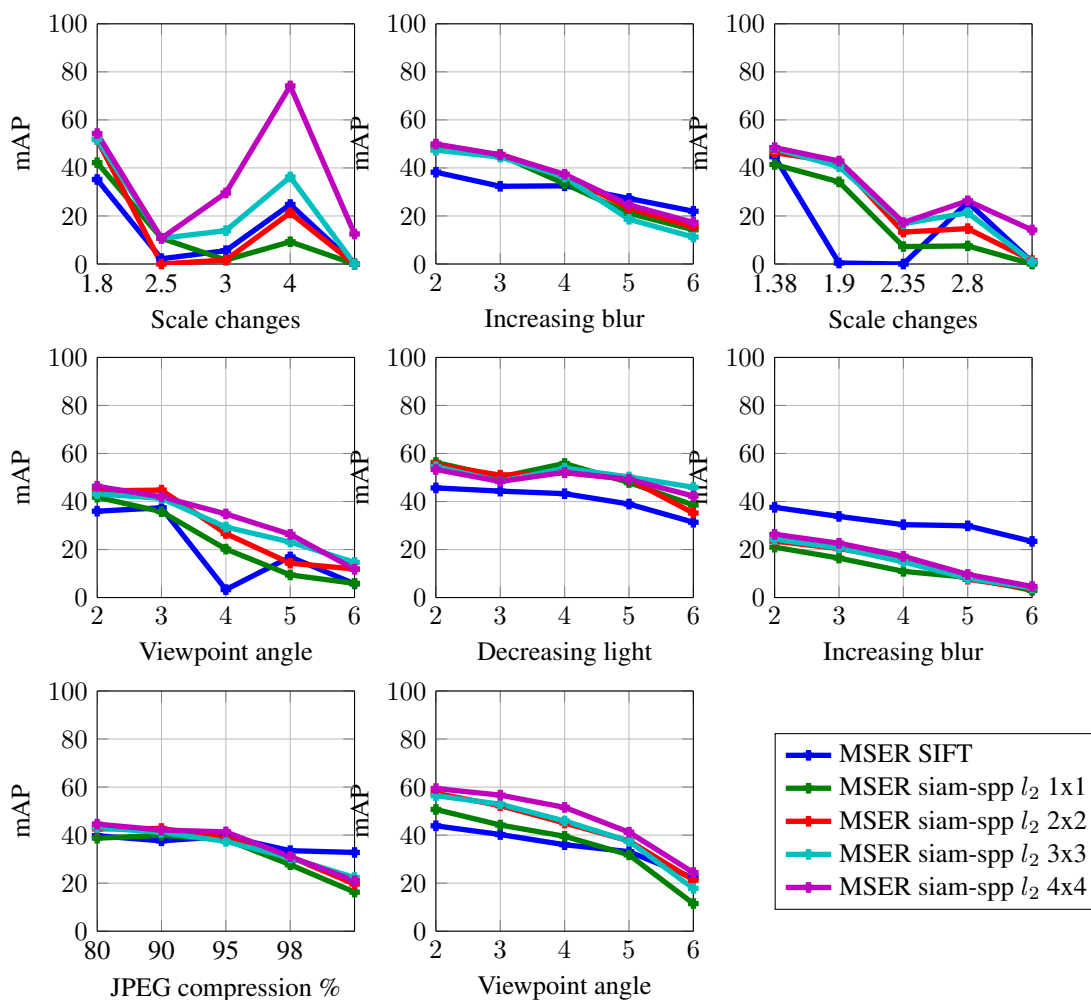 100
80
60
40
20
0
mAP
1.8 2.5 3 4
Scale changes
100
80
60
40
20
0
mAP
2 3 4 5 6
Increasing blur
100
80
60
40
20
0
mAP
1.38 1.9 2.35 2.8
Scale changes
100
80
60
40
20
0
mAP
2 3 4 5 6
Viewpoint angle
100
80
60
40
20
0
mAP
2 3 4 5 6
Decreasing light
100
80
60
40
20
0
mAP
2 3 4 5 6
Increasing blur
100
80
60
40
20
0
mAP
80 90 95 98
JPEG compression %
100
80
60
40
20
0
mAP
2 3 4 5 6
Viewpoint angle
MSER SIFT
MSER siam-spp l₂ 1x1
MSER siam-spp l₂ 2x2
MSER siam-spp l₂ 3x3
MSER siam-spp l₂ 4x4